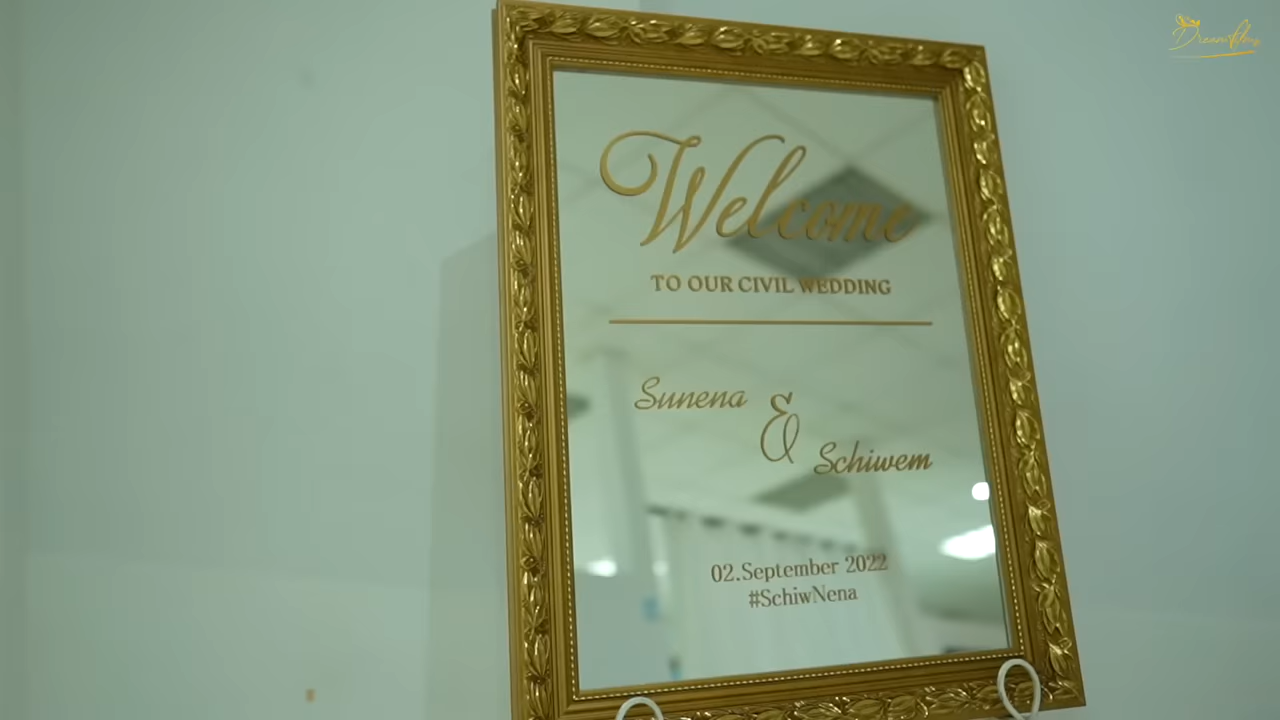 Welcome
TO OUR CIVIL WEDDING
Sunena
&
Schiwem
02.September 2022
#SchiwNena